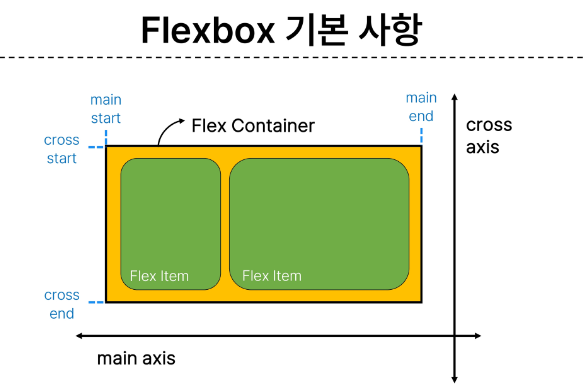 Flexbox 기본 사항
main
start
main
end
Flex Container
cross
axis
cross
start
Flex Item
Flex Item
cross
end
main axis